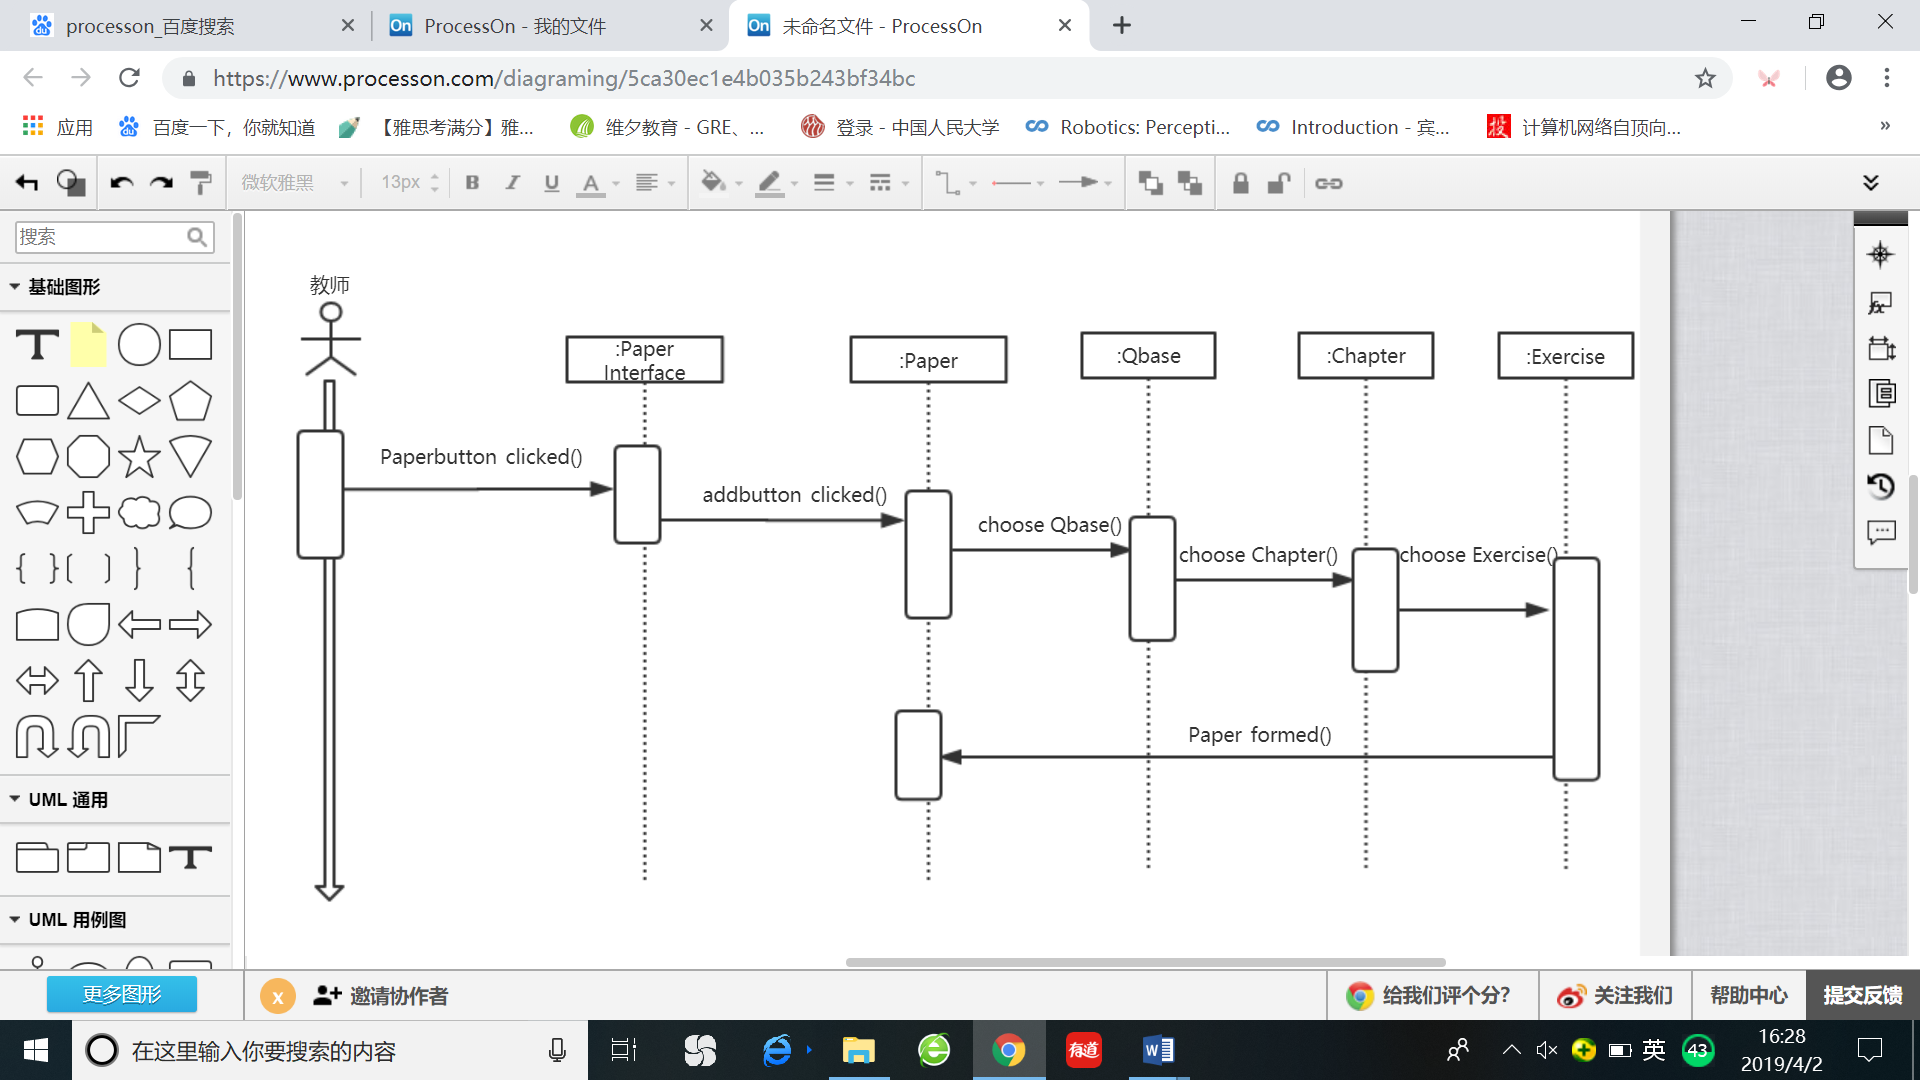 processon_百度搜索
ProcessOn - 我的文件
未命名文件 - ProcessOn
https://www.processon.com/diagraming/5ca30ec1e4b035b243bf34bc
应用
百度一下，你就知道
【雅思考满分】雅...
维夕教育 - GRE、...
登录 - 中国人民大学
Robotics: Percepti...
Introduction - 宾...
计算机网络自顶向...
微软雅黑
13px
搜索
基础图形
UML 通用
UML 用例图
更多图形
教师
:Paper
Interface
:Paper
:Qbase
:Chapter
:Exercise
Paperbutton clicked()
addbutton clicked()
choose Qbase()
choose Chapter()
choose Exercise()
Paper formed()
x
邀请协作者
给我们评个分？
关注我们
帮助中心
提交反馈
在这里输入你要搜索的内容
有道
英
43
16:28
2019/4/2